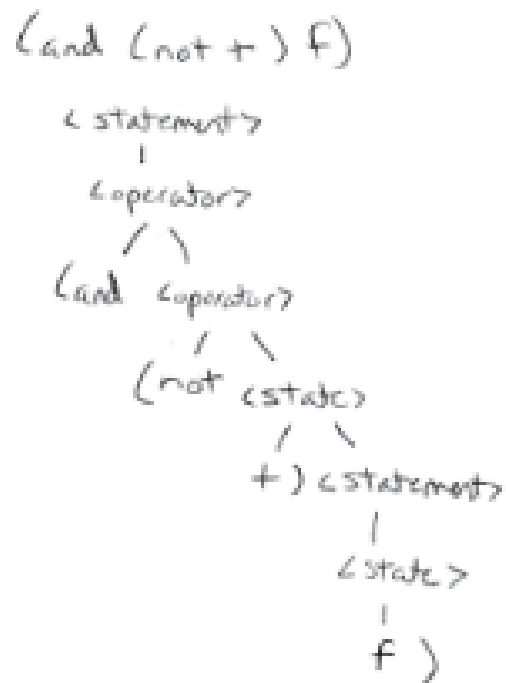 (and (not t) f)
<statement>
<operator>
(and <operator>
(not <state>
t) <statement>
<state>
f )